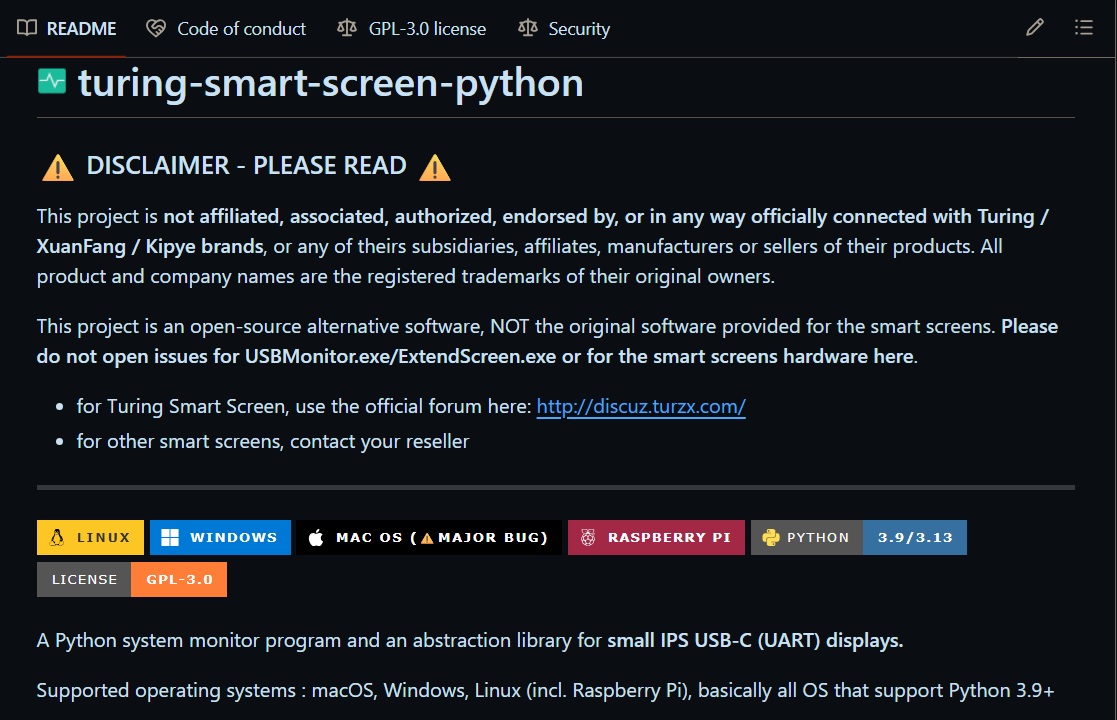 README Code of conduct GPL-3.0 license Security
turing-smart-screen-python
DISCLAIMER - PLEASE READ
This project is not affiliated, associated, authorized, endorsed by, or in any way officially connected with Turing /
XuanFang / Kipye brands, or any of theirs subsidiaries, affiliates, manufacturers or sellers of their products. All
product and company names are the registered trademarks of their original owners.
This project is an open-source alternative software, NOT the original software provided for the smart screens. Please
do not open issues for USBMonitor.exe/ExtendScreen.exe or for the smart screens hardware here.
• for Turing Smart Screen, use the official forum here: http://discuz.turzx.com/
• for other smart screens, contact your reseller
LINUX WINDOWS MAC OS (⚠MAJOR BUG) RASPBERRY PI PYTHON 3.9/3.13
LICENSE GPL-3.0
A Python system monitor program and an abstraction library for small IPS USB-C (UART) displays.
Supported operating systems : macOS, Windows, Linux (incl. Raspberry Pi), basically all OS that support Python 3.9+